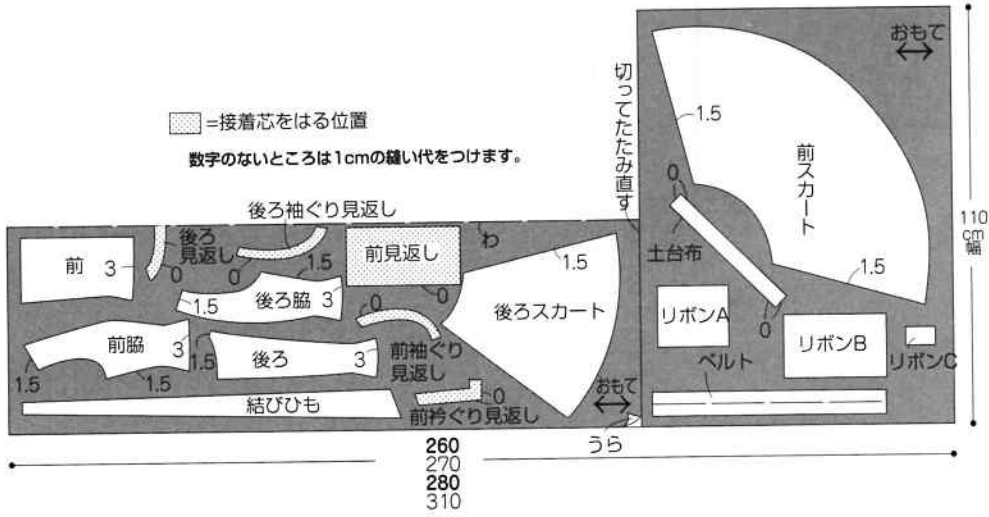 =接着芯をはる位置
数字のないところは1cmの縫い代をつけます。
後ろ袖ぐり見返し
わ
前
3
後ろ
見返し
0
0
1.5
前見返し
0
1.5
後ろ脇
3
1.5
後ろスカート
前脇
3
1.5
1.5
1.5
後ろ
3
0
前袖ぐり
見返し
結びひも
0
前衿ぐり見返し
おもて
うら
切ってたたみ直す
おもて
1.5
前スカート
0
土台布
0
1.5
リボンA
リボンB
リボンC
ベルト
110
cm
幅
260
270
280
310